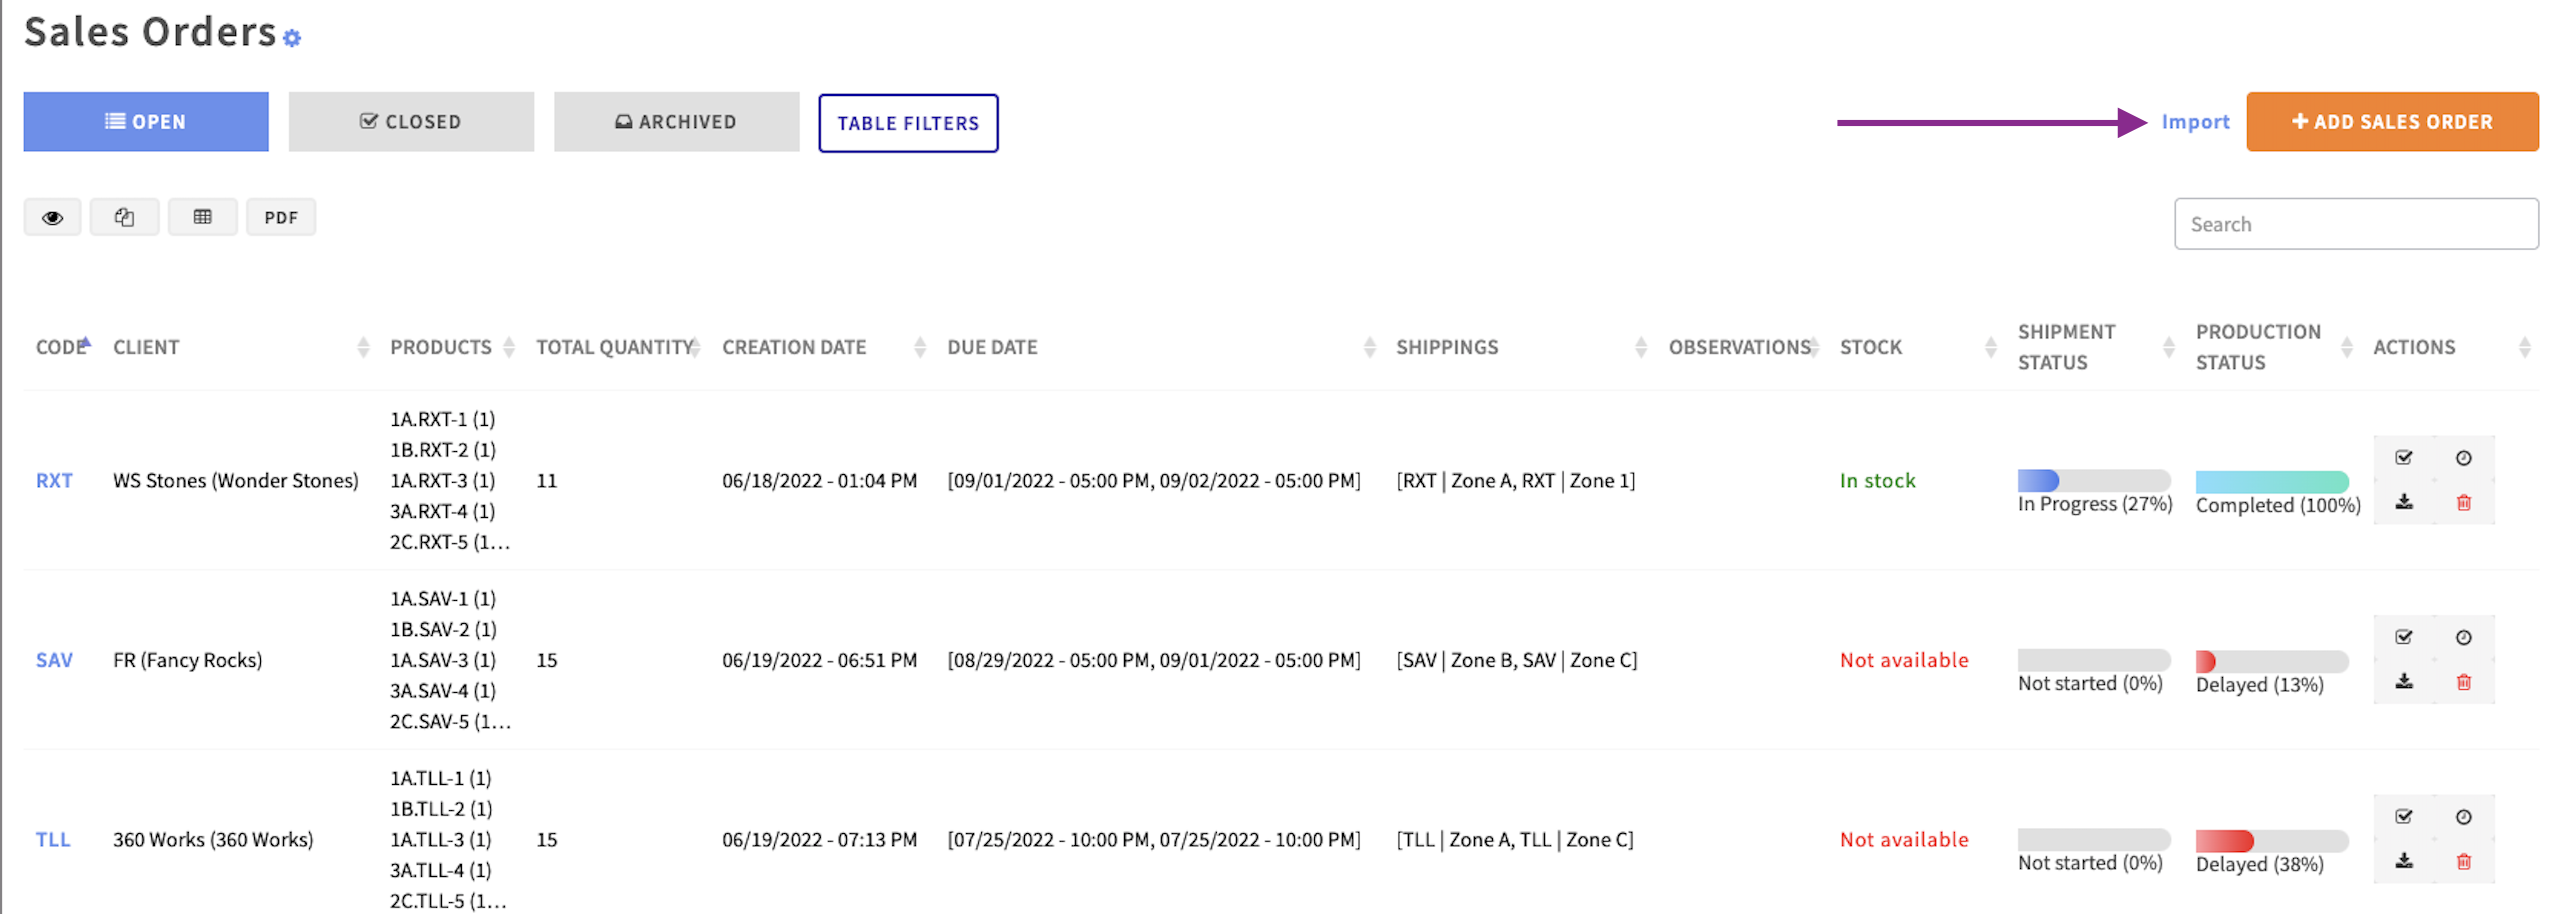 Sales Orders
OPEN CLOSED ARCHIVED TABLE FILTERS Import + ADD SALES ORDER
PDF Search
CODE CLIENT PRODUCTS TOTAL QUANTITY CREATION DATE DUE DATE SHIPPINGS OBSERVATIONS STOCK SHIPMENT STATUS PRODUCTION STATUS ACTIONS
1A.RXT-1 (1)
1B.RXT-2 (1)
RXT WS Stones (Wonder Stones) 1A.RXT-3 (1) 11 06/18/2022 - 01:04 PM [09/01/2022 - 05:00 PM, 09/02/2022 - 05:00 PM] [RXT | Zone A, RXT | Zone 1] In stock
In Progress (27%) Completed (100%)
3A.RXT-4 (1)
2C.RXT-5 (1...
1A.SAV-1 (1)
1B.SAV-2 (1)
SAV FR (Fancy Rocks) 1A.SAV-3 (1) 15 06/19/2022 - 06:51 PM [08/29/2022 - 05:00 PM, 09/01/2022 - 05:00 PM] [SAV | Zone B, SAV | Zone C] Not available
Not started (0%) Delayed (13%)
3A.SAV-4 (1)
2C.SAV-5 (1...
1A.TLL-1 (1)
1B.TLL-2 (1)
TLL 360 Works (360 Works) 1A.TLL-3 (1) 15 06/19/2022 - 07:13 PM [07/25/2022 - 10:00 PM, 07/25/2022 - 10:00 PM] [TLL | Zone A, TLL | Zone C] Not available
Not started (0%) Delayed (38%)
3A.TLL-4 (1)
2C.TLL-5 (1...